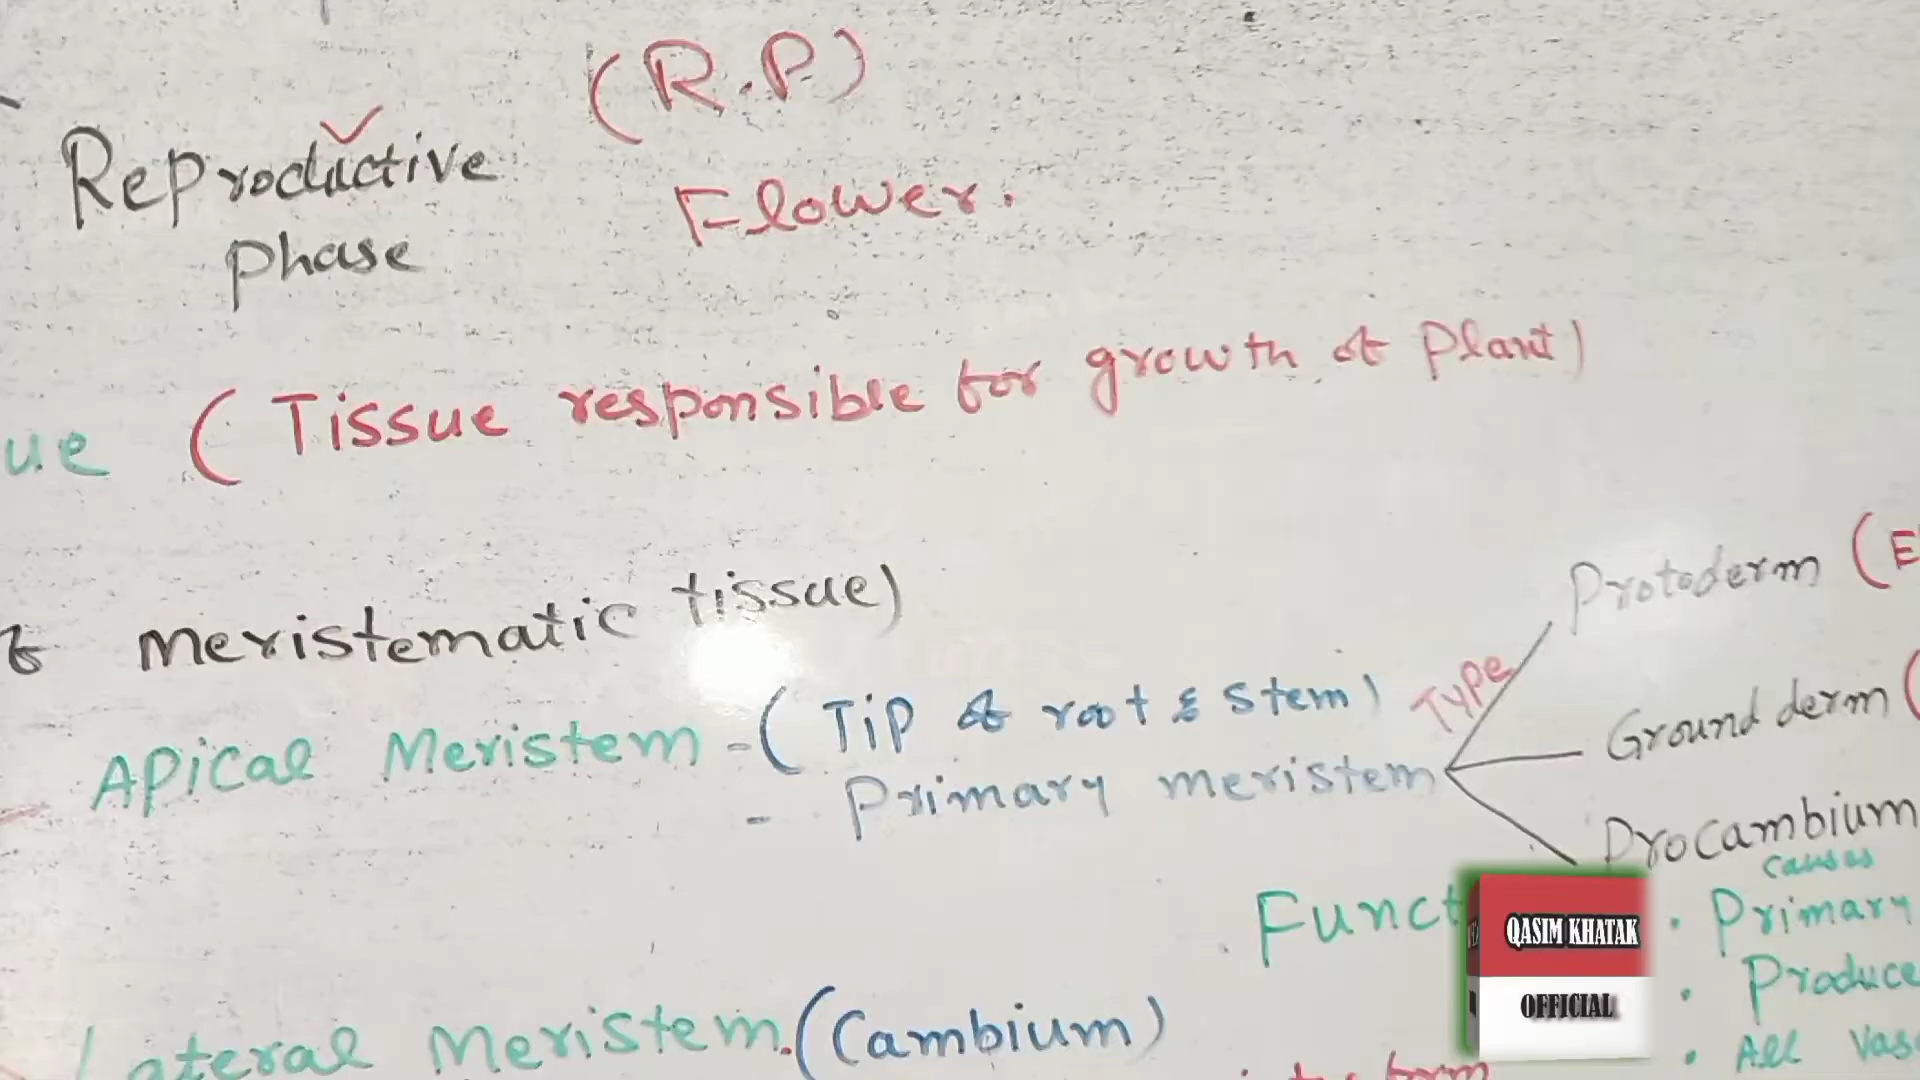 (R.P)
Reproductive
phase
Flower.
ue (Tissue responsible for growth of Plant)
Meristematic tissue)
Protoderm (E
Type
Apical Meristem - (Tip of root & stem)
Ground derm (
- Primary meristem
Procambium
causes
Funct
• Primary
QASIM KHATAK
OFFICIAL
• Produce
Lateral Meristem. (Cambium)
• All Vasc